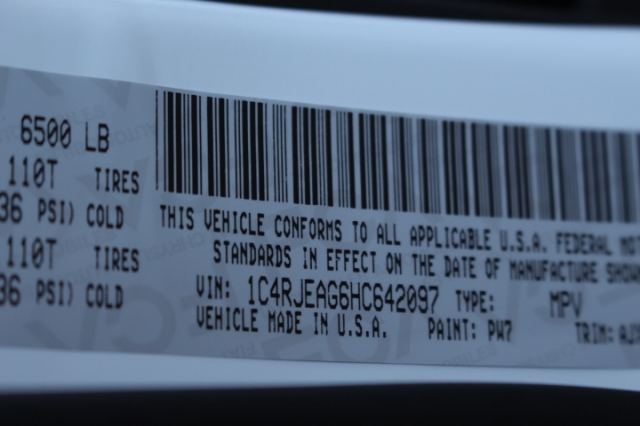 6500 LB
110T TIRES
36 PSI) COLD
110T TIRES
36 PSI) COLD
THIS VEHICLE CONFORMS TO ALL APPLICABLE U.S.A. FEDERAL
STANDARDS IN EFFECT ON THE DATE OF MANUFACTURE
VIN: 1C4RJEAG6HC642097 TYPE: MPV
VEHICLE MADE IN U.S.A. PAINT: PW7 TRIM: